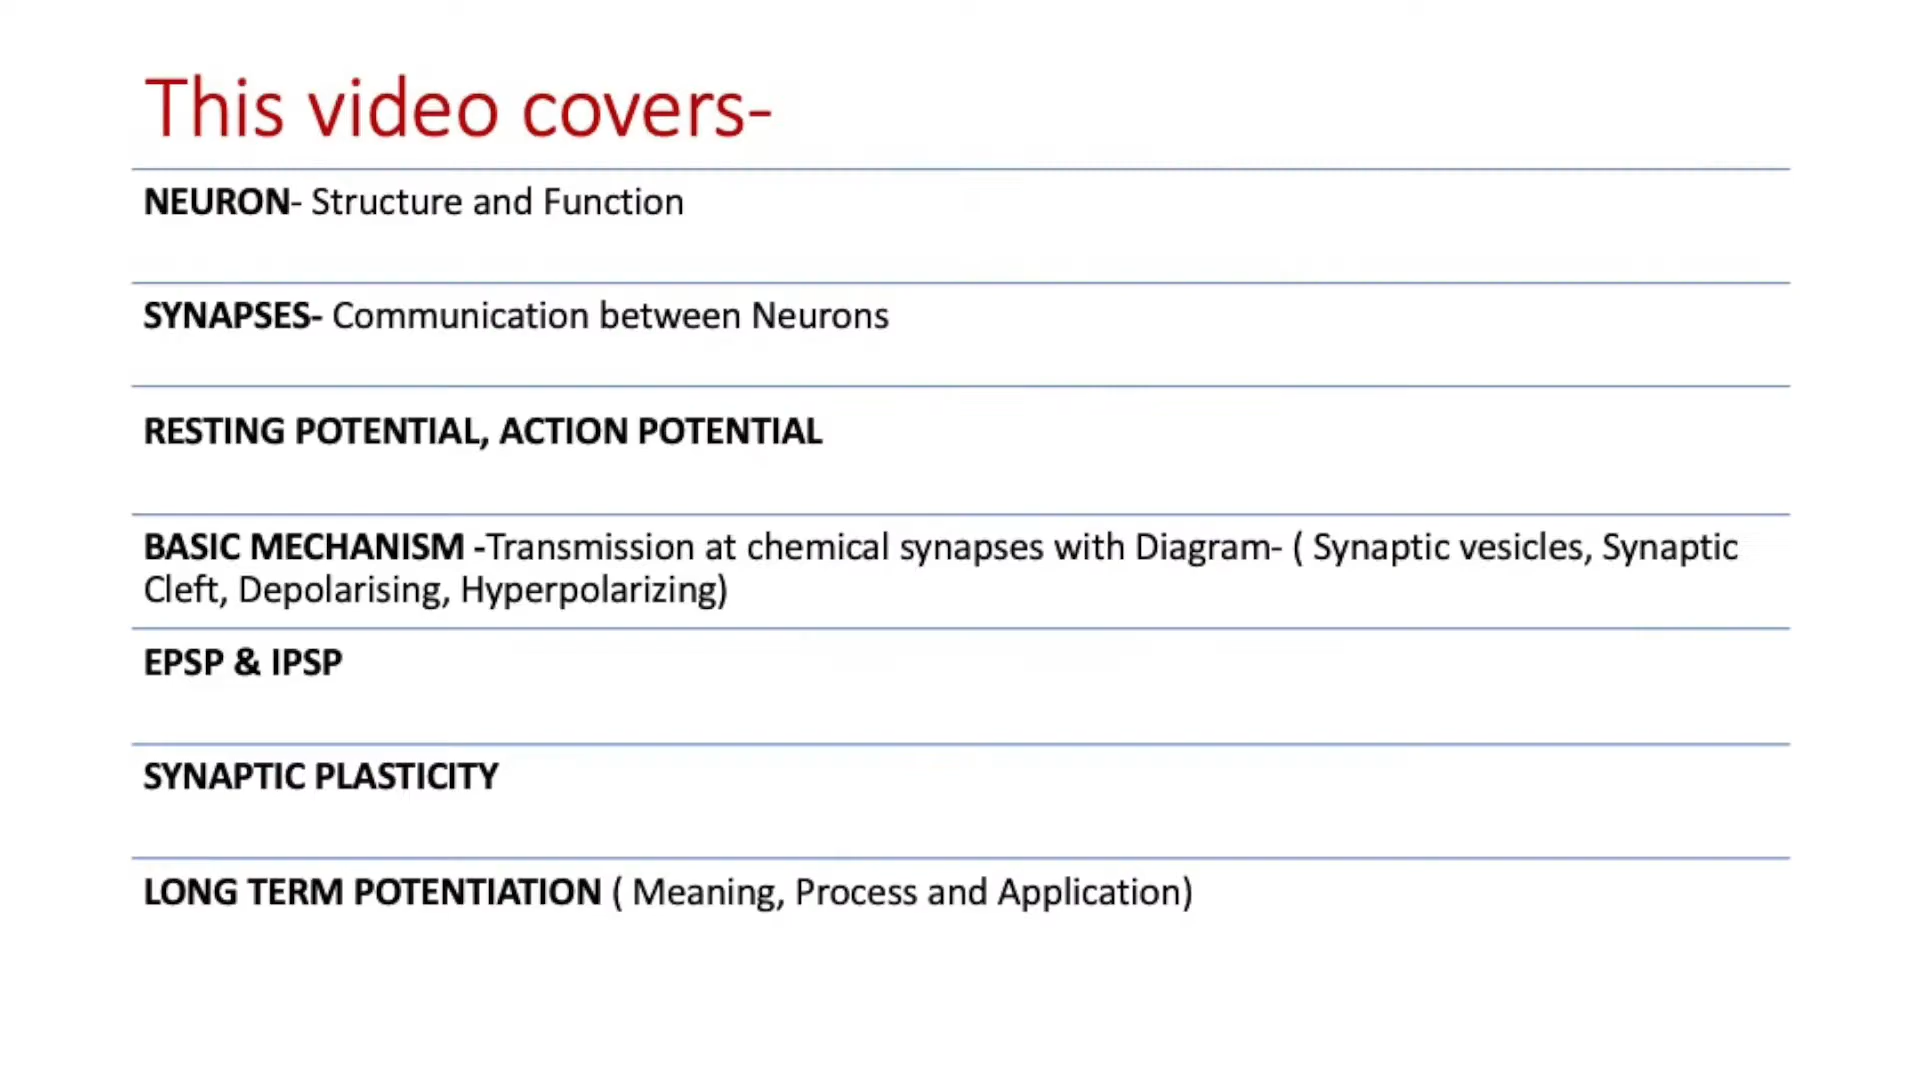 This video covers-
NEURON- Structure and Function
SYNAPSES- Communication between Neurons
RESTING POTENTIAL, ACTION POTENTIAL
BASIC MECHANISM -Transmission at chemical synapses with Diagram- ( Synaptic vesicles, Synaptic
Cleft, Depolarising, Hyperpolarizing)
EPSP & IPSP
SYNAPTIC PLASTICITY
LONG TERM POTENTIATION ( Meaning, Process and Application)